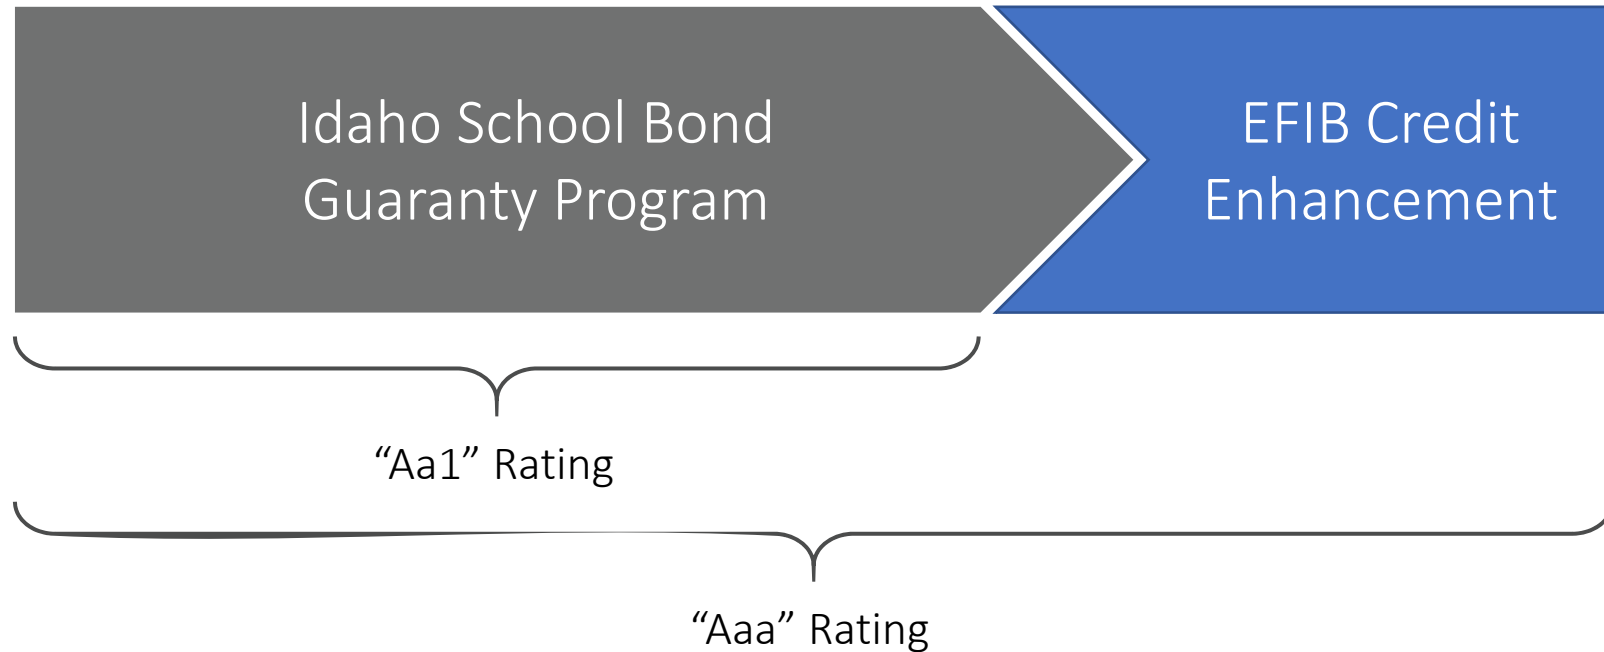 Idaho School Bond
Guaranty Program
EFIB Credit
Enhancement
“Aa1” Rating
“Aaa” Rating